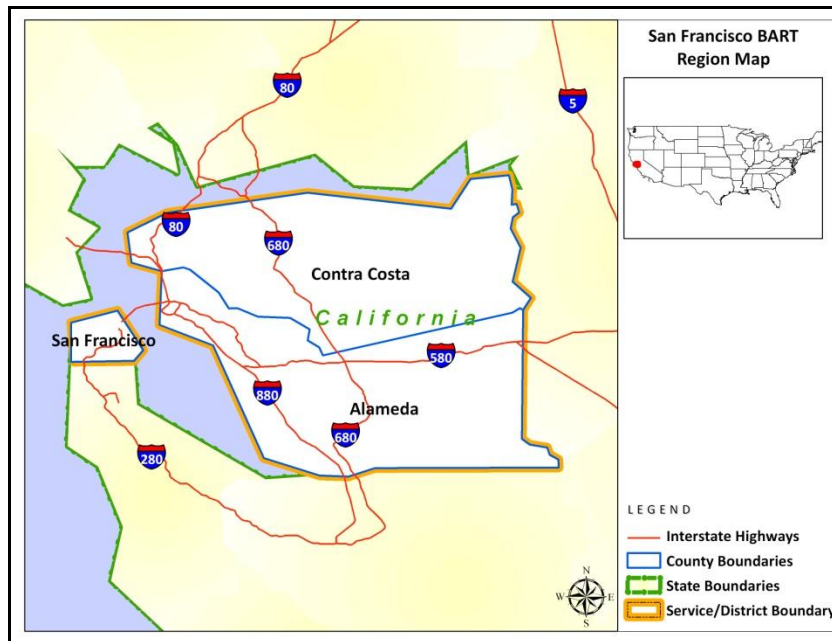 San Francisco BART
Region Map
80
5
80
680
Contra Costa
California
San Francisco
580
880
Alameda
680
280
N
W E
S
LEGEND
Interstate Highways
County Boundaries
State Boundaries
Service/District Boundary